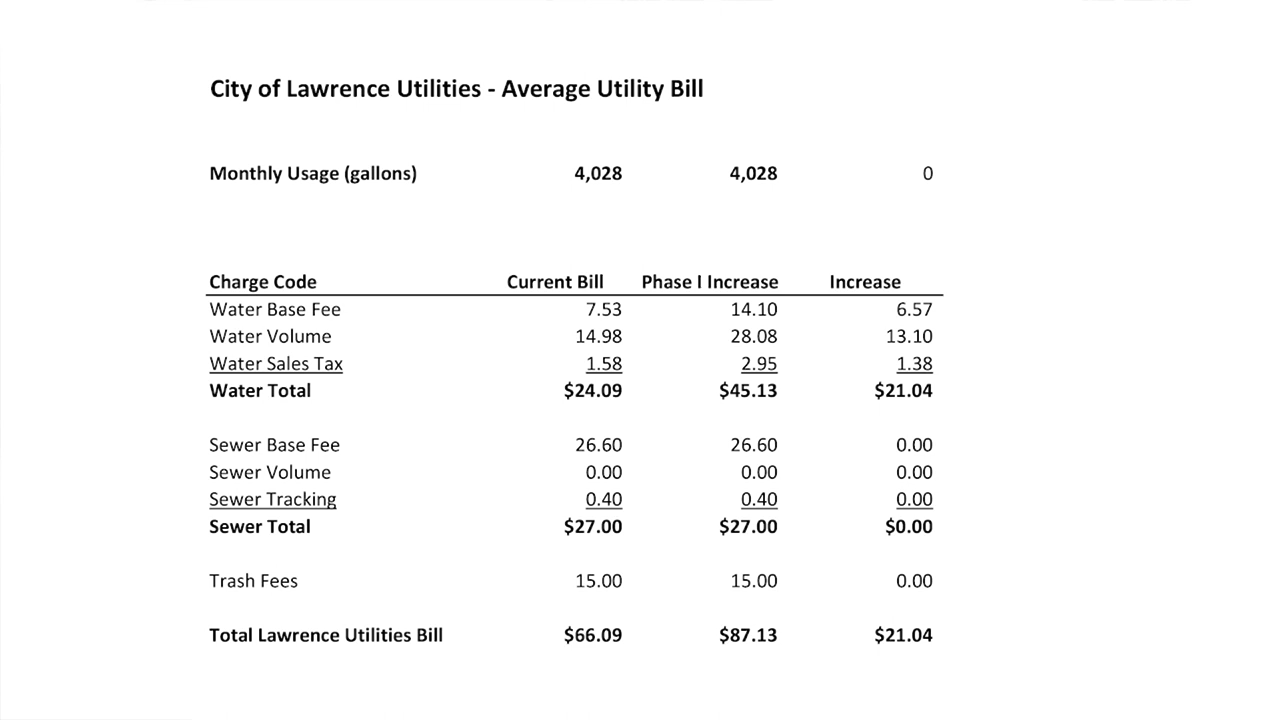 City of Lawrence Utilities - Average Utility Bill
Monthly Usage (gallons) 4,028 4,028 0
Charge Code Current Bill Phase I Increase Increase
Water Base Fee 7.53 14.10 6.57
Water Volume 14.98 28.08 13.10
Water Sales Tax 1.58 2.95 1.38
Water Total $24.09 $45.13 $21.04
Sewer Base Fee 26.60 26.60 0.00
Sewer Volume 0.00 0.00 0.00
Sewer Tracking 0.40 0.40 0.00
Sewer Total $27.00 $27.00 $0.00
Trash Fees 15.00 15.00 0.00
Total Lawrence Utilities Bill $66.09 $87.13 $21.04